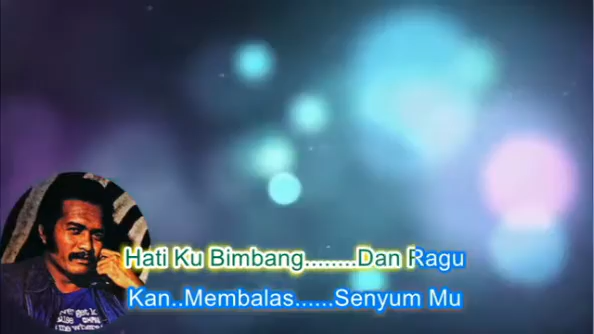 Hati Ku Bimbang........Dan Ragu
Kan..Membalas......Senyum Mu